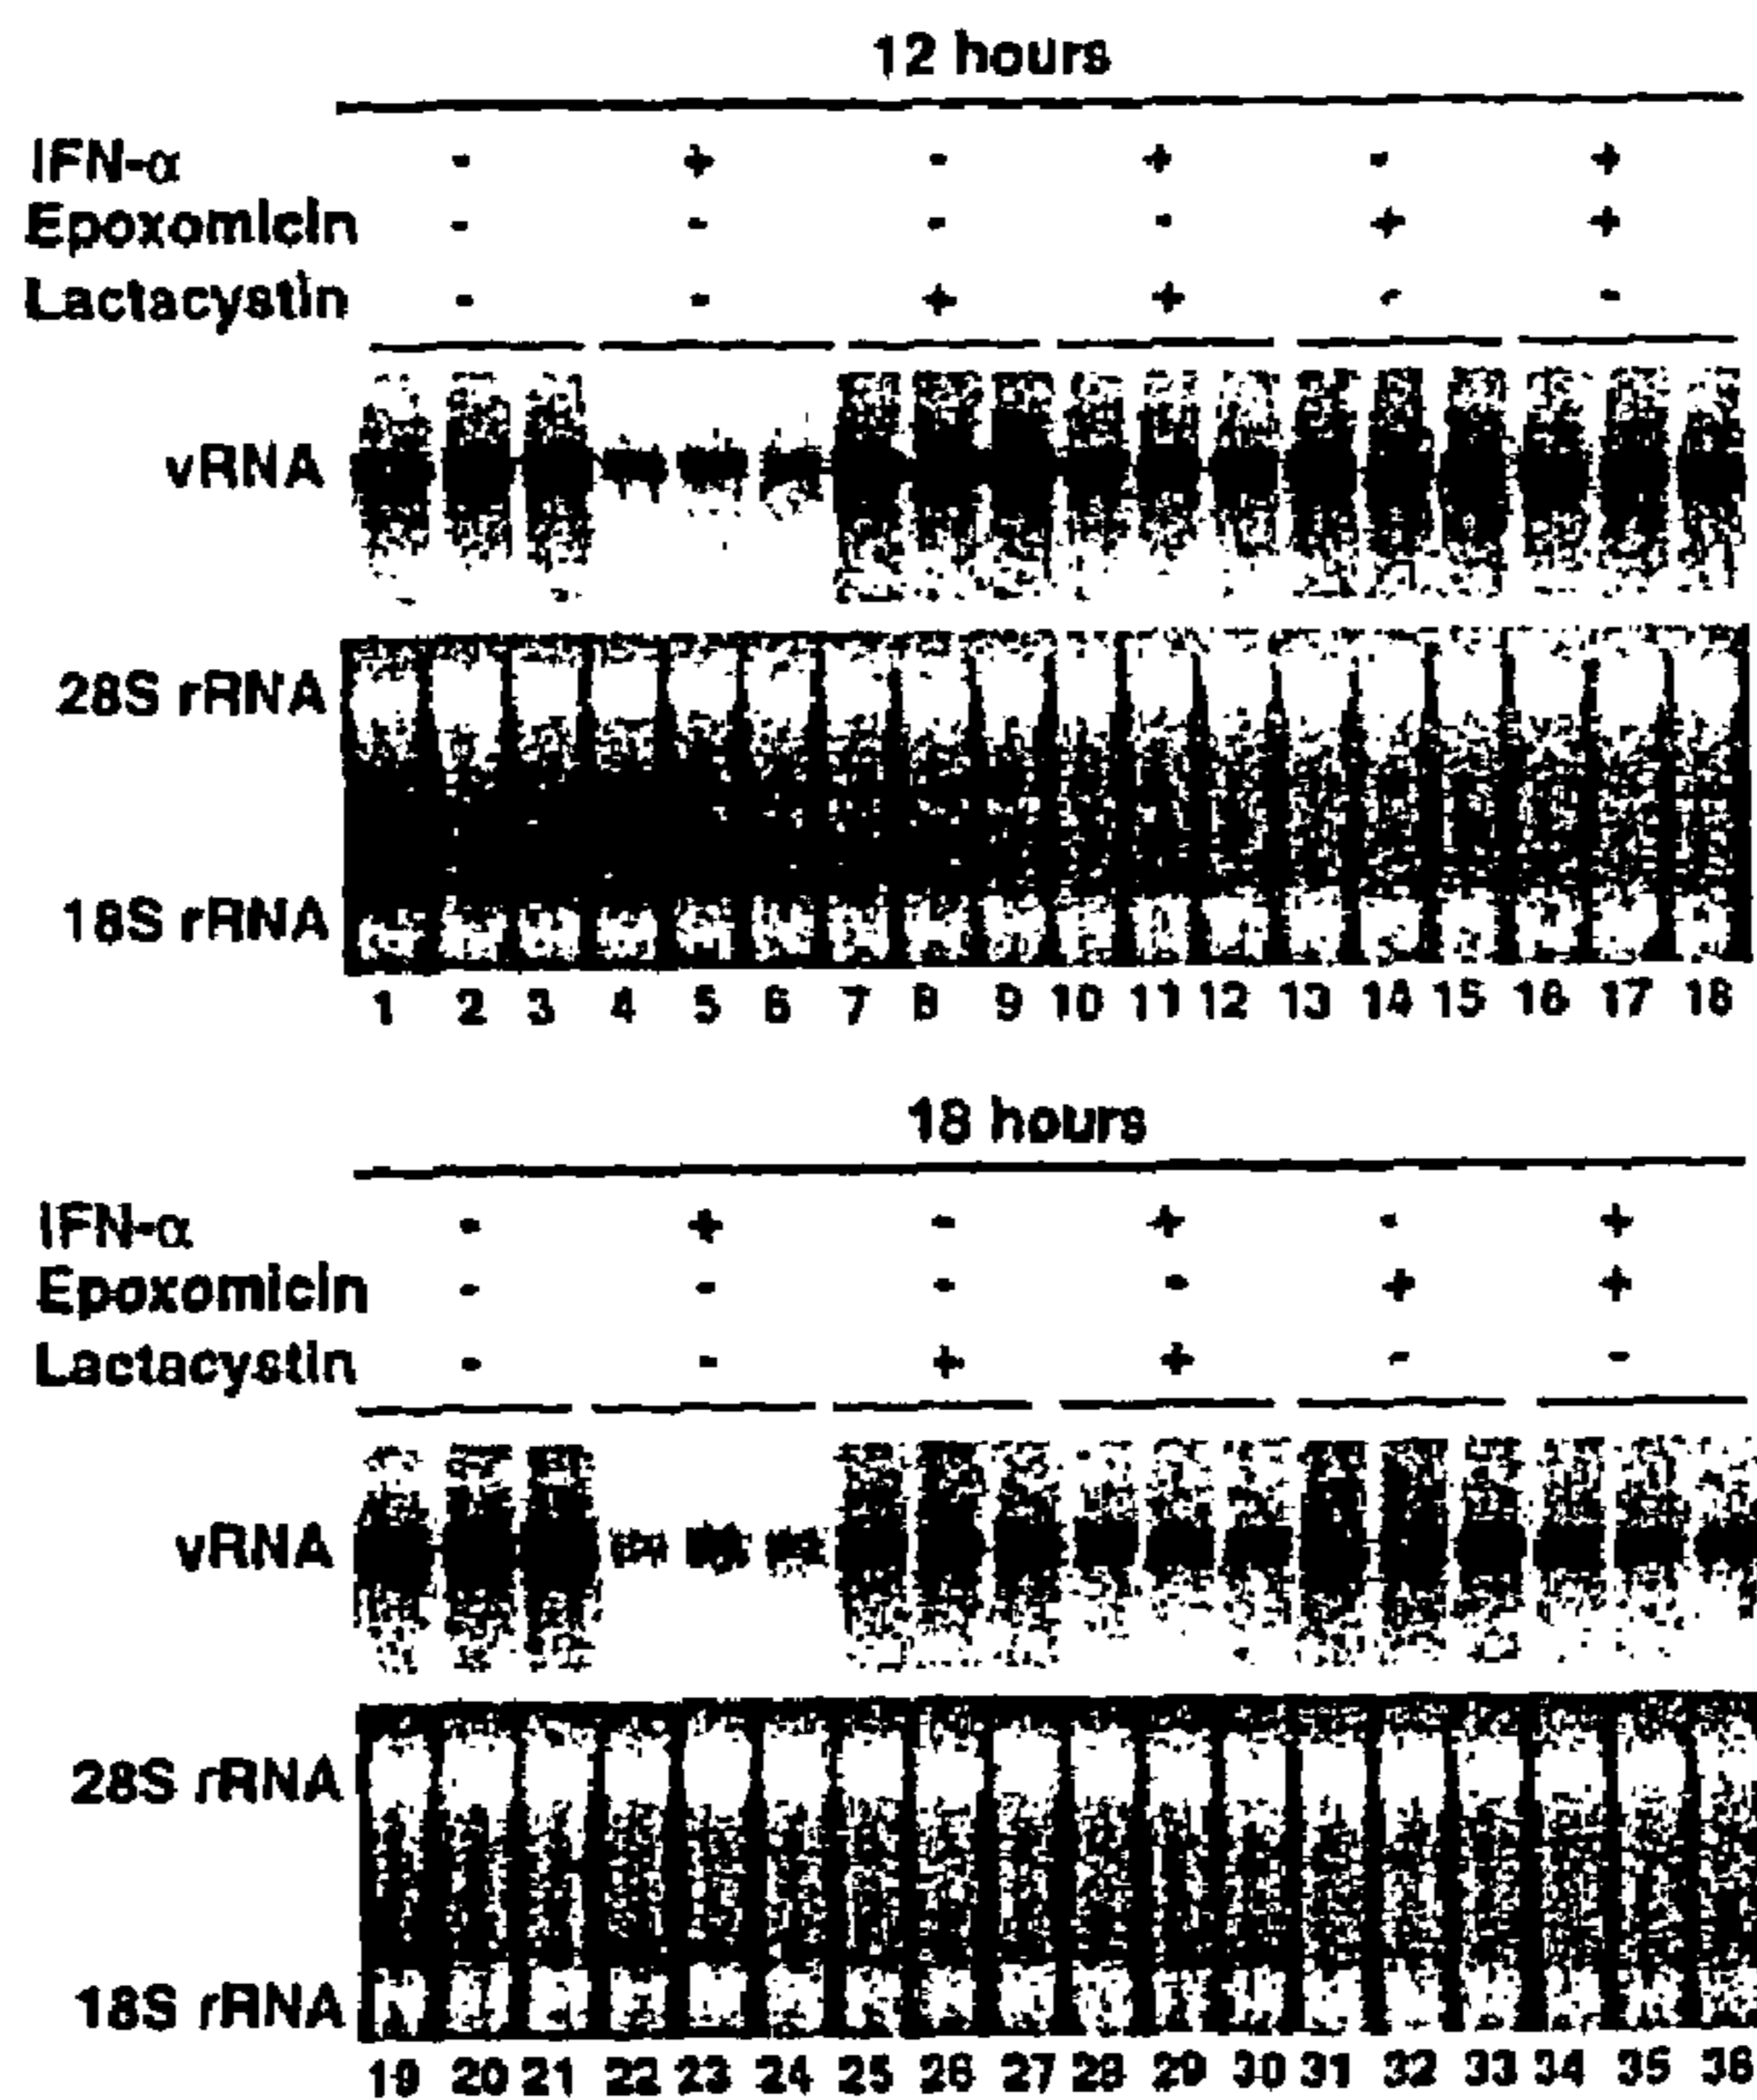 12 hours
IFN-α - + - + - +
Epoxomicin - - - - + +
Lactacystin - - + + - -
vRNA
28S rRNA
18S rRNA
1 2 3 4 5 6 7 8 9 10 11 12 13 14 15 16 17 18
18 hours
IFN-α - + - + - +
Epoxomicin - - - - + +
Lactacystin - - + + - -
vRNA
28S rRNA
18S rRNA
19 20 21 22 23 24 25 26 27 28 29 30 31 32 33 34 35 36